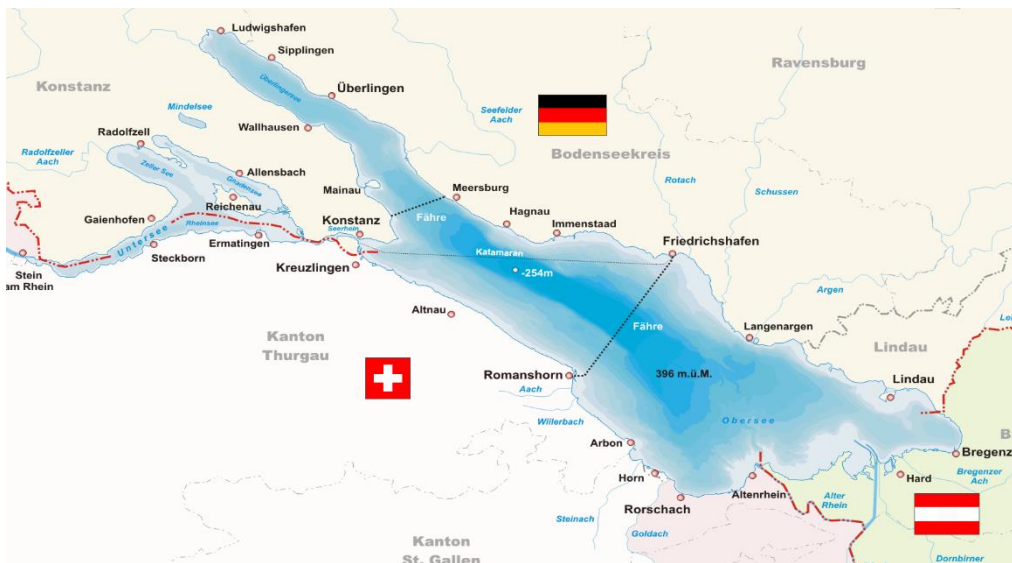 Ludwigshafen
Sipplingen
Ravensburg
Konstanz
Überlingersee
Überlingen
Mindelsee
Seefelder
Aach
Wallhausen
Radolfzell
Radolfzeller
Aach
Bodenseekreis
Zeller See
Allensbach
Gnadensee
Rotach
Mainau
Meersburg
Schussen
Reichenau
Gaienhofen
Rheinsee
Konstanz
Fähre
Hagnau
Immenstaad
Seerhein
Untersee
Ermatingen
Friedrichshafen
Steckborn
Katamaran
Stein
am Rhein
Kreuzlingen
-254m
Argen
Altnau
Kanton
Thurgau
Fähre
Langenargen
Lindau
Romanshorn
396 m.ü.M.
Lindau
Aach
Willerbach
Obersee
Arbon
Bregenz
Horn
Hard
Bregenzer
Ach
Altenrhein
Alter
Rhein
Rorschach
Steinach
Goldach
Kanton
St. Gallen
Dornbirner